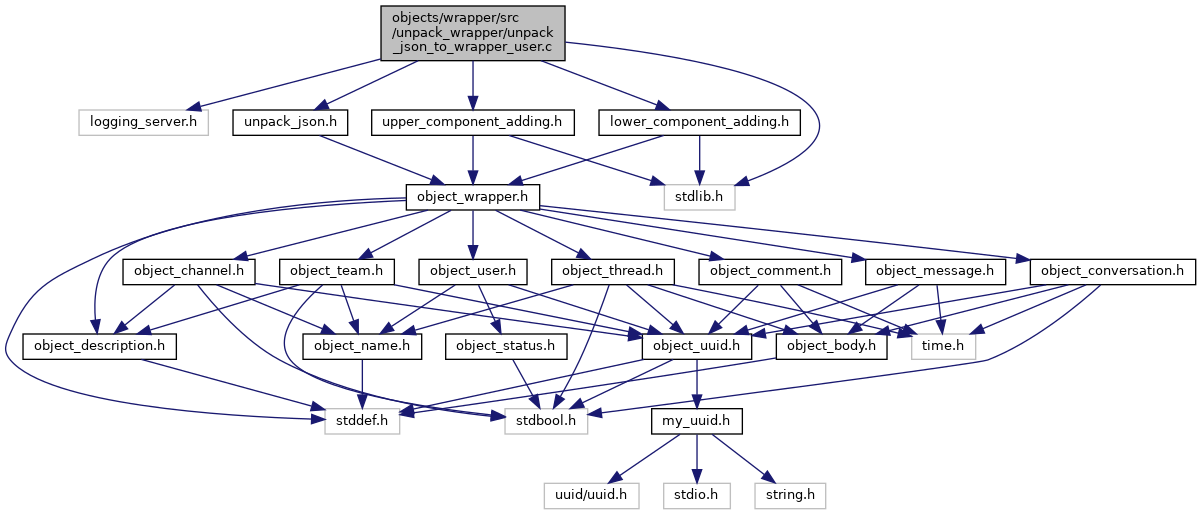 objects/wrapper/src
/unpack_wrapper/unpack
_json_to_wrapper_user.c
logging_server.h
unpack_json.h
upper_component_adding.h
lower_component_adding.h
object_wrapper.h
stdlib.h
object_channel.h
object_team.h
object_user.h
object_thread.h
object_comment.h
object_message.h
object_conversation.h
object_description.h
object_name.h
object_status.h
object_uuid.h
object_body.h
time.h
stddef.h
stdbool.h
my_uuid.h
uuid/uuid.h
stdio.h
string.h